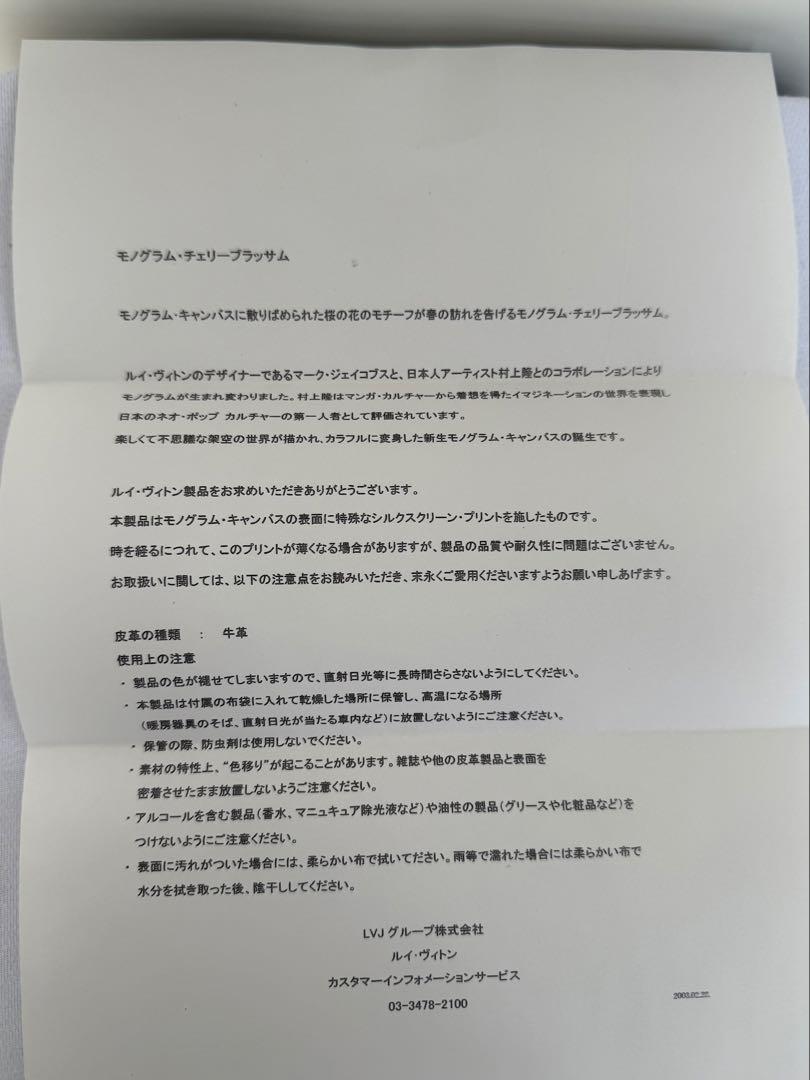 モノグラム・チェリーブラッサム
モノグラム・キャンバスに散りばめられた桜の花のモチーフが春の訪れを告げるモノグラム・チェリーブラッサム。
ルイ・ヴィトンのデザイナーであるマーク・ジェイコブスと、日本人アーティスト村上隆とのコラボレーションにより
モノグラムが生まれ変わりました。村上隆はマンガ・カルチャーから着想を得たイマジネーションの世界を表現し
日本のネオ・ポップ カルチャーの第一人者として評価されています。
楽しくて不思議な架空の世界が描かれ、カラフルに変身した新生モノグラム・キャンバスの誕生です。
ルイ・ヴィトン製品をお求めいただきありがとうございます。
本製品はモノグラム・キャンバスの表面に特殊なシルクスクリーン・プリントを施したものです。
時を経るにつれて、このプリントが薄くなる場合がありますが、製品の品質や耐久性に問題はございません。
お取扱いに関しては、以下の注意点をお読みいただき、末永くご愛用くださいますようお願い申しあげます。
皮革の種類 ： 牛革
使用上の注意
・ 製品の色が褪せてしまいますので、直射日光等に長時間さらさないようにしてください。
・ 本製品は付属の布袋に入れて乾燥した場所に保管し、高温になる場所
（暖房器具のそば、直射日光が当たる車内など）に放置しないようにご注意ください。
・ 保管の際、防虫剤は使用しないでください。
・ 素材の特性上、“色移り”が起こることがあります。雑誌や他の皮革製品と表面を
密着させたまま放置しないようご注意ください。
・ アルコールを含む製品（香水、マニュキュア除光液など）や油性の製品（グリースや化粧品など）を
つけないようにご注意ください。
・ 表面に汚れがついた場合には、柔らかい布で拭いてださい。雨等で濡れた場合には柔らかい布で
水分を拭き取った後、陰干ししてください。
LVJ グループ株式会社
ルイ・ヴィトン
カスタマーインフォメーションサービス
03-3478-2100